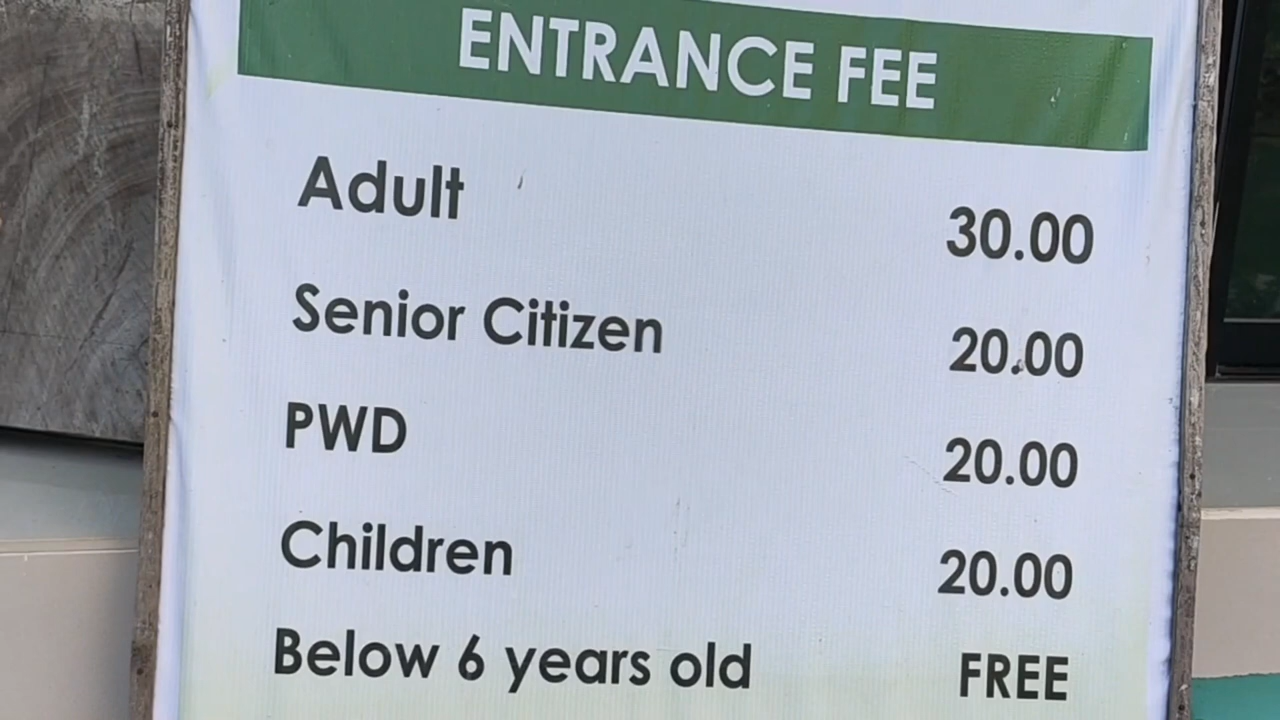 ENTRANCE FEE
Adult 30.00
Senior Citizen 20.00
PWD 20.00
Children 20.00
Below 6 years old FREE